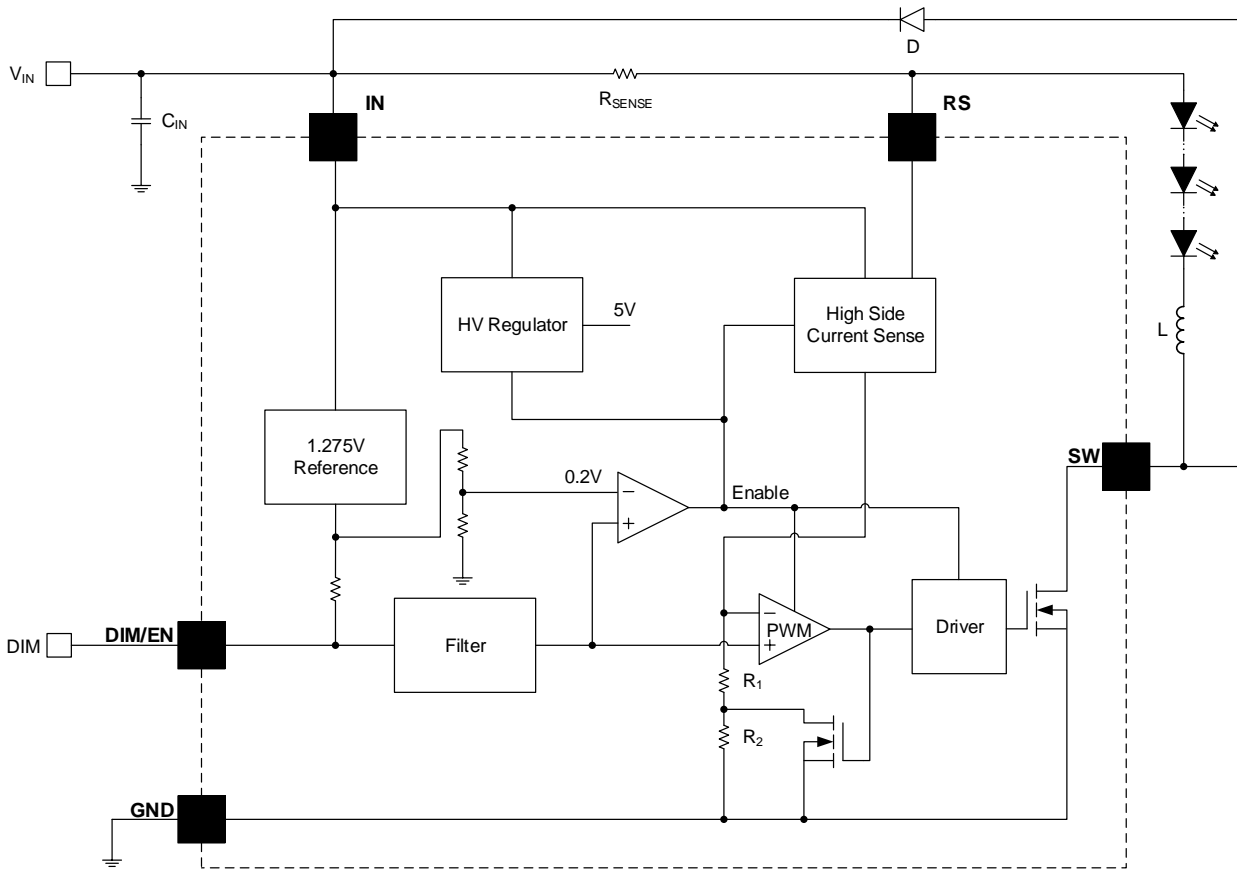 D
VIN
RSENSE
IN
RS
CIN
5V
HV Regulator
High Side
Current Sense
L
1.275V
Reference
SW
0.2V
Enable
−
+
DIM
DIM/EN
Filter
−
PWM
+
Driver
R1
R2
GND